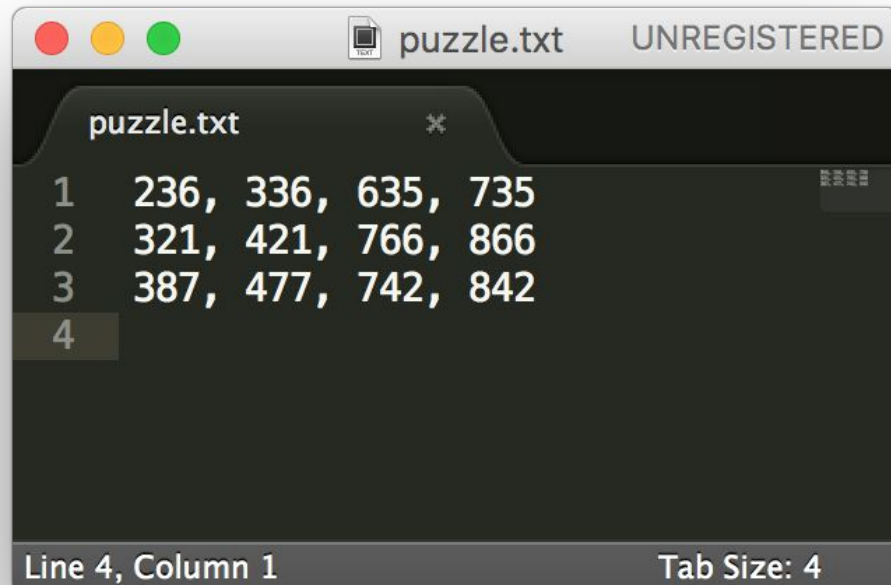 puzzle.txt UNREGISTERED
puzzle.txt ×
1 236, 336, 635, 735
2 321, 421, 766, 866
3 387, 477, 742, 842
4
Line 4, Column 1 Tab Size: 4